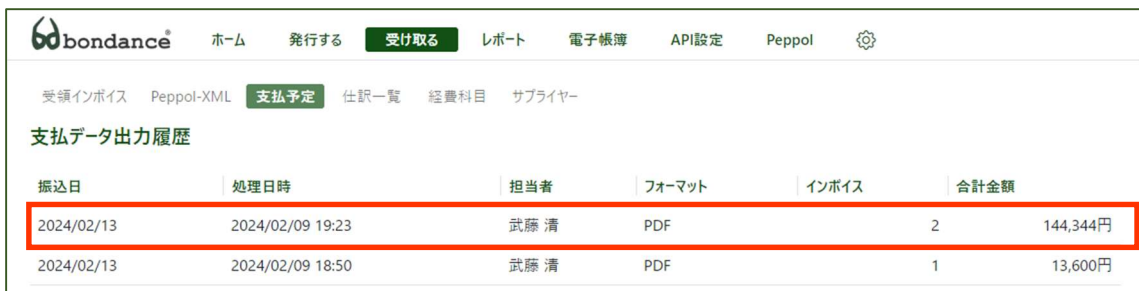 bondance ホーム 発行する 受け取る レポート 電子帳簿 API設定 Peppol
受領インボイス Peppol-XML 支払予定 仕訳一覧 経費科目 サプライヤー
支払データ出力履歴
振込日 処理日時 担当者 フォーマット インボイス 合計金額
2024/02/13 2024/02/09 19:23 武藤 清 PDF 2 144,344円
2024/02/13 2024/02/09 18:50 武藤 清 PDF 1 13,600円